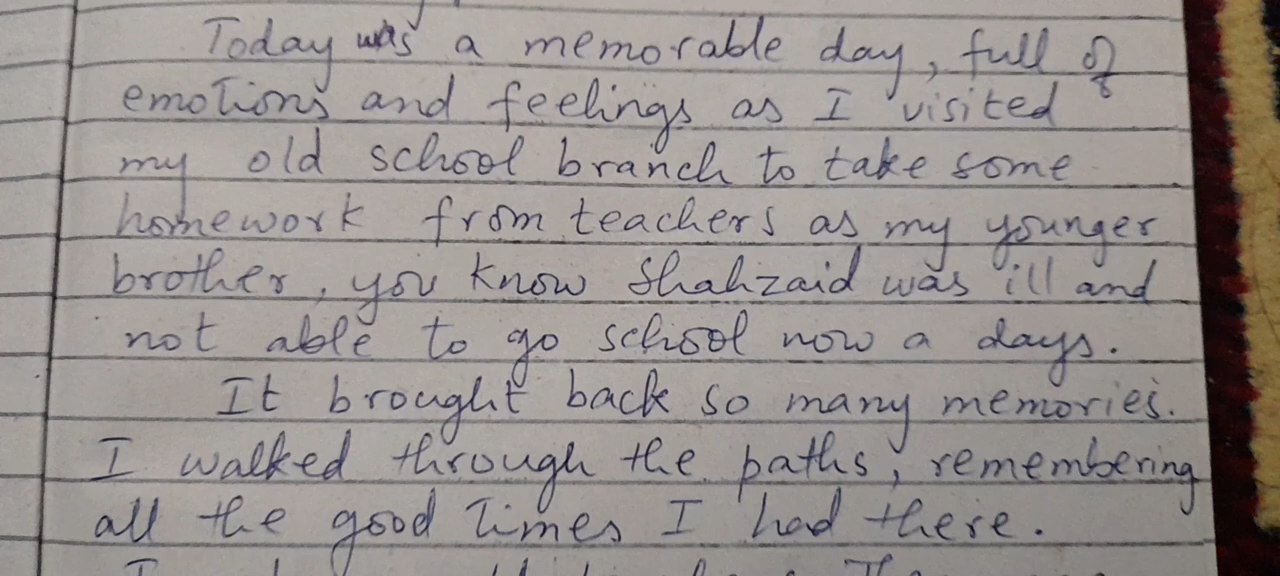 Today was a memorable day, full of
emotions and feelings as I visited
my old school branch to take some
homework from teachers as my younger
brother, you know Shahzaid was ill and
not able to go school now a days.
It brought back so many memories.
I walked through the paths, remembering
all the good times I had there.